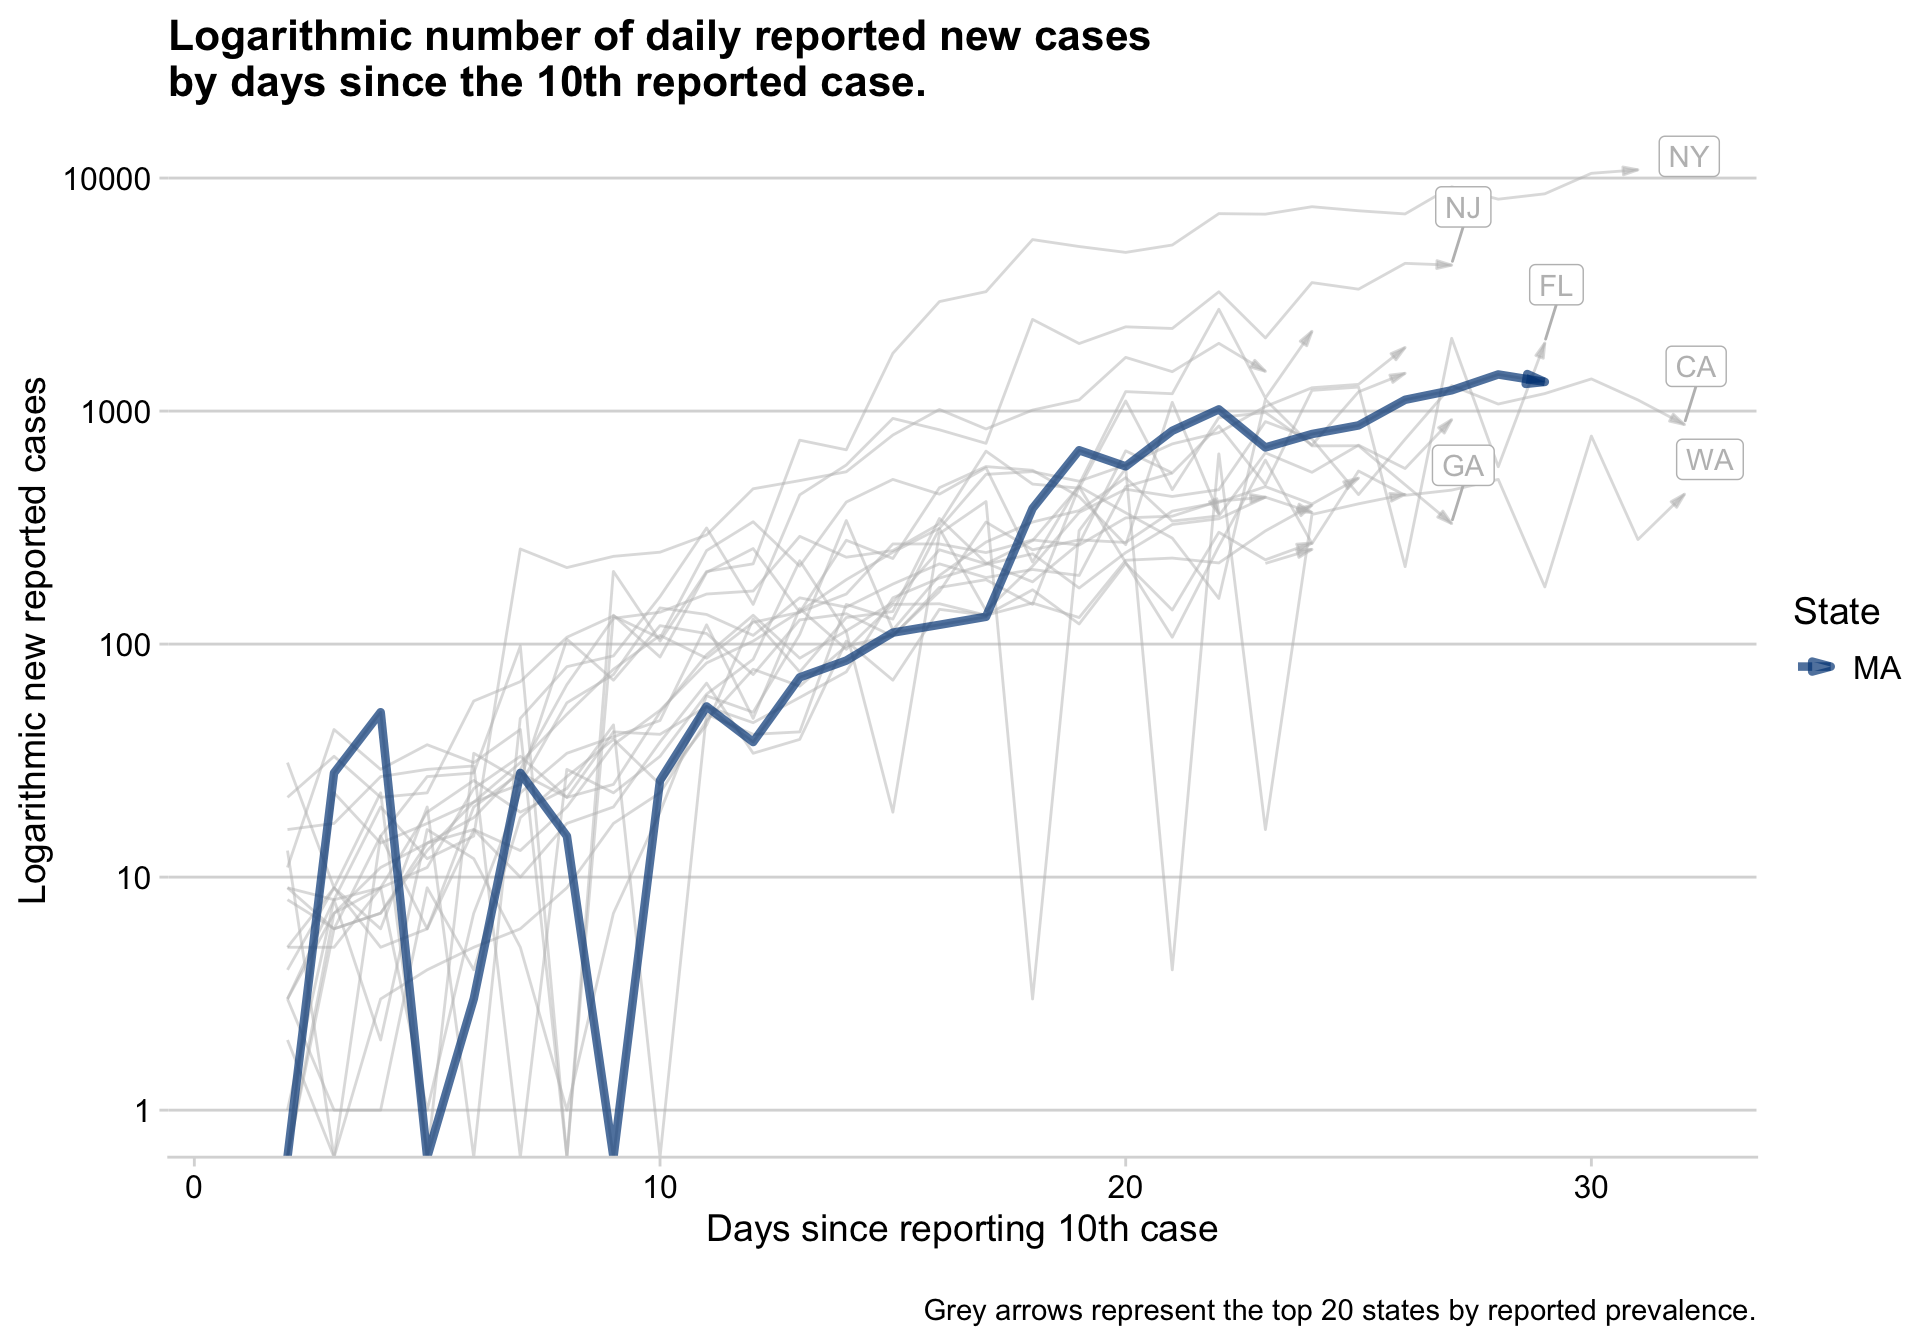 Logarithmic number of daily reported new cases
by days since the 10th reported case.
Logarithmic new reported cases
10000
1000
100
10
1
NY
NJ
FL
CA
WA
GA
State
MA
0
10
20
30
Days since reporting 10th case
Grey arrows represent the top 20 states by reported prevalence.